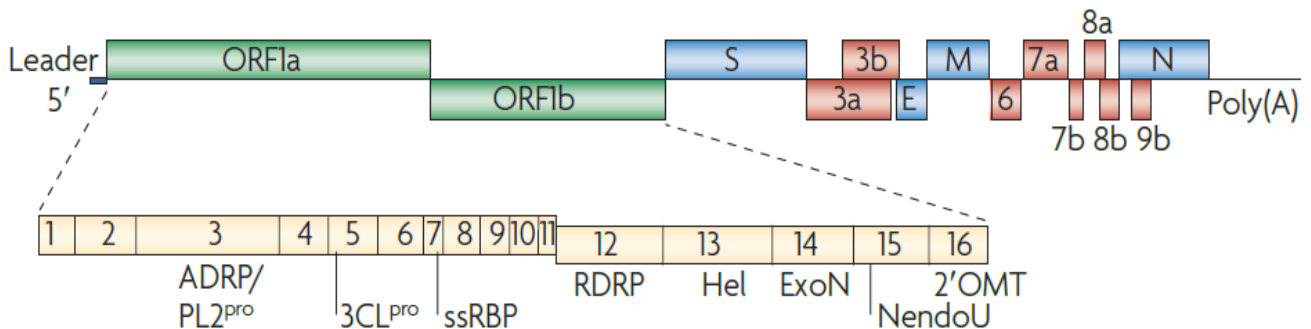 8a
Leader ORF1a S 3b M 7a N
5′ ORF1b 3a E 6 Poly(A)
7b 8b 9b
1 2 3 4 5 6 7 8 9 10 11
12 13 14 15 16
ADRP/ RDRP Hel ExoN 2′OMT
PL2pro 3CLpro ssRBP NendoU